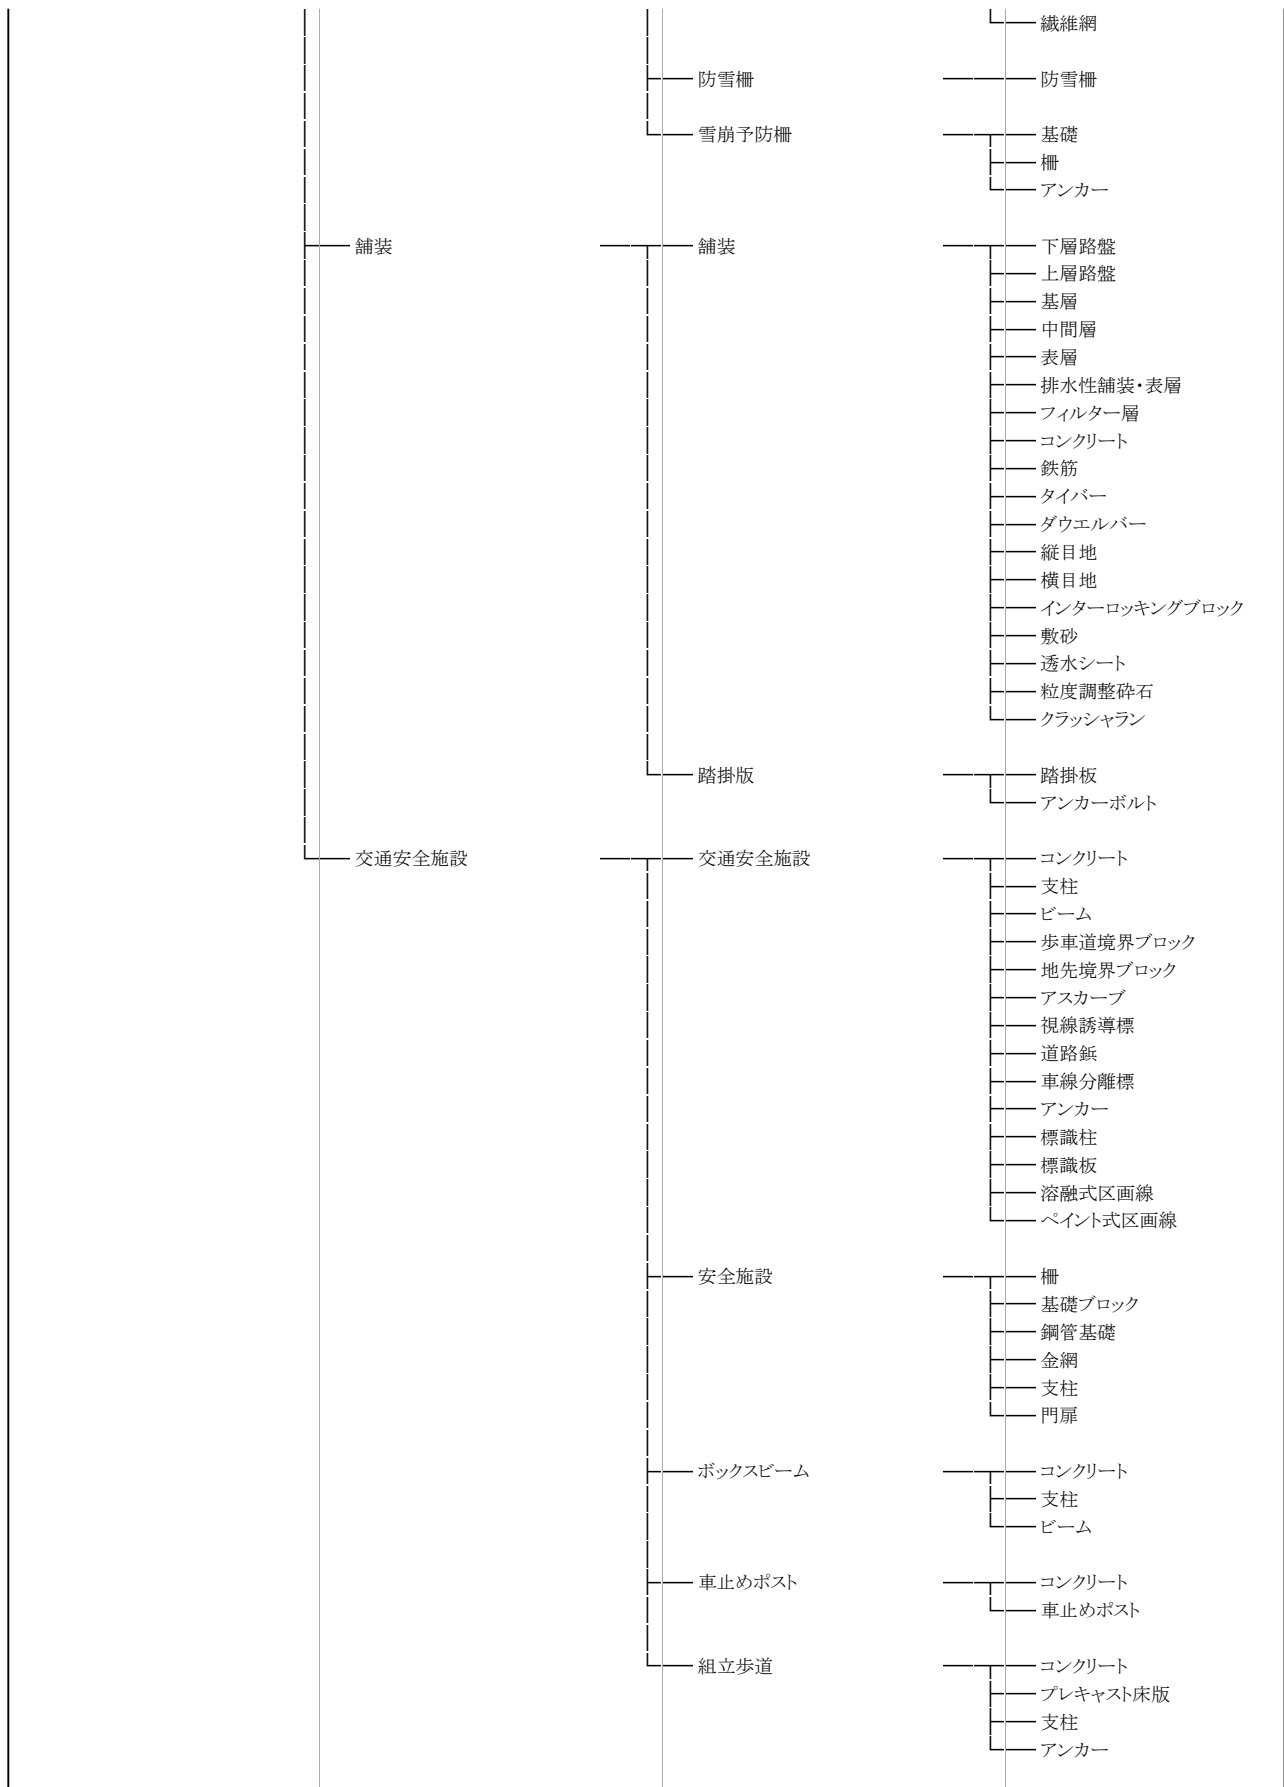 繊維網
防雪柵 防雪柵
雪崩予防柵 基礎
柵
アンカー
舗装 舗装 下層路盤
上層路盤
基層
中間層
表層
排水性舗装・表層
フィルター層
コンクリート
鉄筋
タイバー
ダウエルバー
縦目地
横目地
インターロッキングブロック
敷砂
透水シート
粒度調整砕石
クラッシャラン
踏掛版 踏掛板
アンカーボルト
交通安全施設 交通安全施設 コンクリート
支柱
ビーム
歩車道境界ブロック
地先境界ブロック
アスカーブ
視線誘導標
道路鋲
車線分離標
アンカー
標識柱
標識板
溶融式区画線
ペイント式区画線
安全施設 柵
基礎ブロック
鋼管基礎
金網
支柱
門扉
ボックスビーム コンクリート
支柱
ビーム
車止めポスト コンクリート
車止めポスト
組立歩道 コンクリート
プレキャスト床版
支柱
アンカー